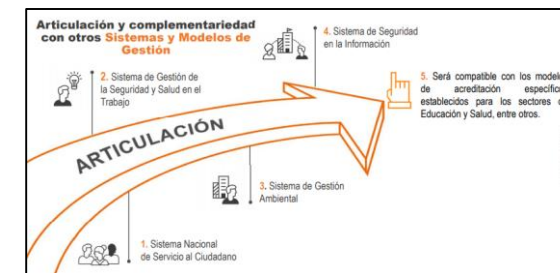 Articulación y complementariedad
con otros Sistemas y Modelos de
Gestión
4. Sistema de Seguridad
en la Información
2. Sistema de Gestión de
la Seguridad y Salud en el
Trabajo
5. Será compatible con los
de acreditación
establecidos para los sectores
Educación y Salud, entre otros.
ARTICULACIÓN
3. Sistema de Gestión
Ambiental
1. Sistema Nacional
de Servicio al Ciudadano